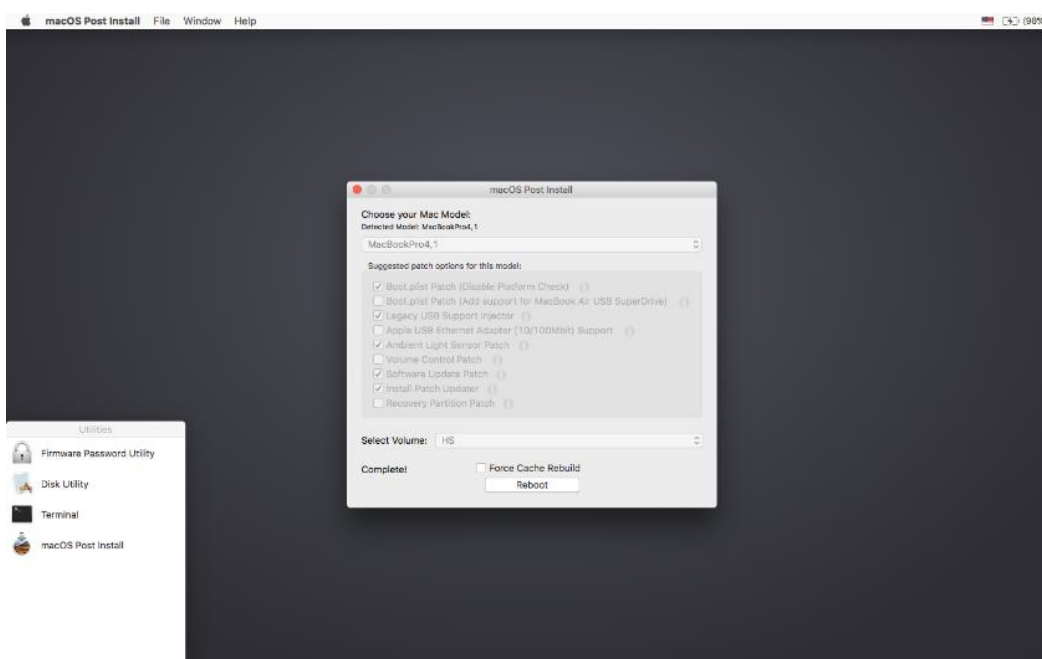 macOS Post Install File Window Help (98%
macOS Post Install
Choose your Mac Model:
Detected Model: MacBookPro4,1
MacBookPro4,1
Suggested patch options for this model:
Boot.plist Patch (Disable Platform Check)
Boot.plist Patch (Add support for MacBook Air USB SuperDrive)
Legacy USB Support Injector
Apple USB Ethernet Adapter (10/100Mbit) Support
Ambient Light Sensor Patch
Volume Control Patch
Software Update Patch
Install Patch Updater
Recovery Partition Patch
Select Volume: HS
Complete! Force Cache Rebuild
Reboot
Utilities
Firmware Password Utility
Disk Utility
Terminal
macOS Post Install